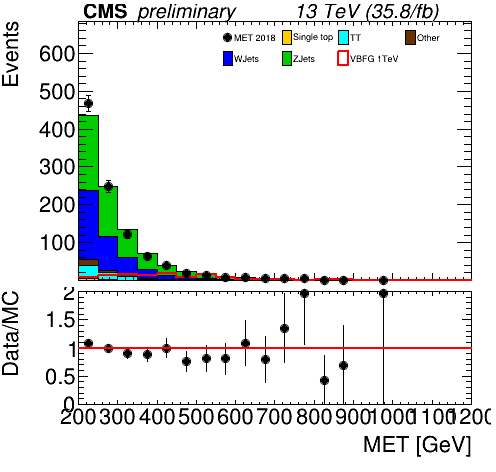 CMS preliminary 13 TeV (35.8/fb)
Events
MET 2018 Single top TT Other
WJets ZJets VBFG 1TeV
600
500
400
300
200
100
Data/MC
2
1.5
1
0.5
0
200 300 400 500 600 700 800 900 1000 1100 1200
MET [GeV]